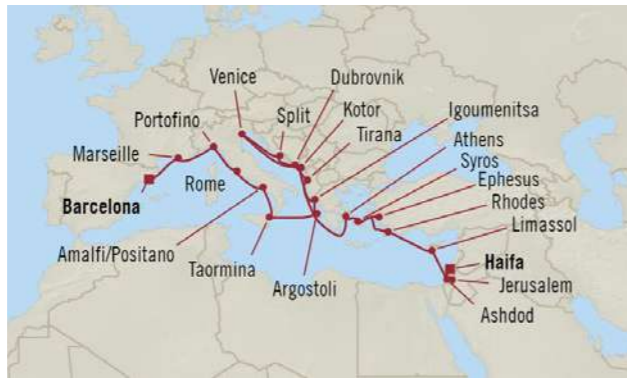 Venice
Dubrovnik
Split
Kotor
Igoumenitsa
Portofino
Tirana
Athens
Marseille
Syros
Rome
Ephesus
Barcelona
Rhodes
Limassol
Amalfi/Positano
Haifa
Taormina
Jerusalem
Argostoli
Ashdod